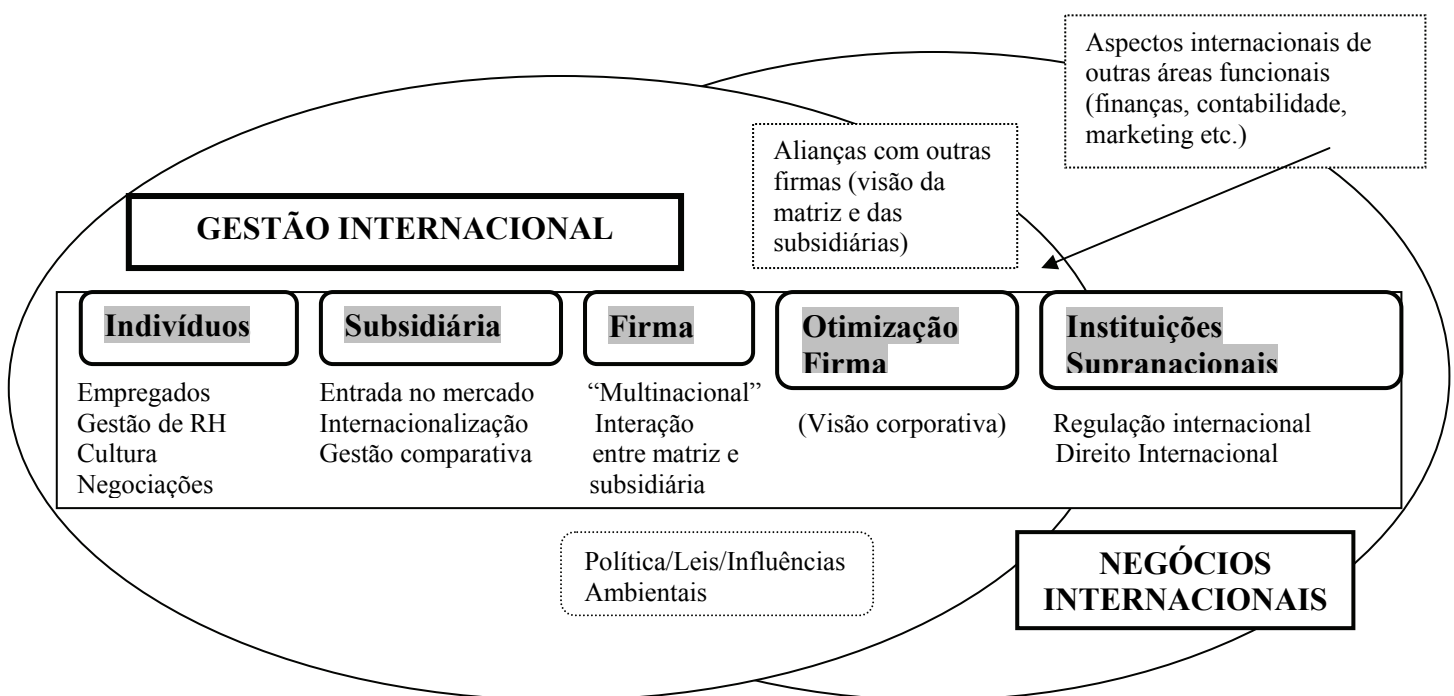 Aspectos internacionais de
outras áreas funcionais
(finanças, contabilidade,
marketing etc.)
Alianças com outras
firmas (visão da
matriz e das
subsidiárias)
GESTÃO INTERNACIONAL
Indivíduos
Empregados
Gestão de RH
Cultura
Negociações
Subsidiária
Entrada no mercado
Internacionalização
Gestão comparativa
Firma
“Multinacional”
Interação
entre matriz e
subsidiária
Otimização
Firma
(Visão corporativa)
Instituições
Supranacionais
Regulação internacional
Direito Internacional
Política/Leis/Influências
Ambientais
NEGÓCIOS
INTERNACIONAIS